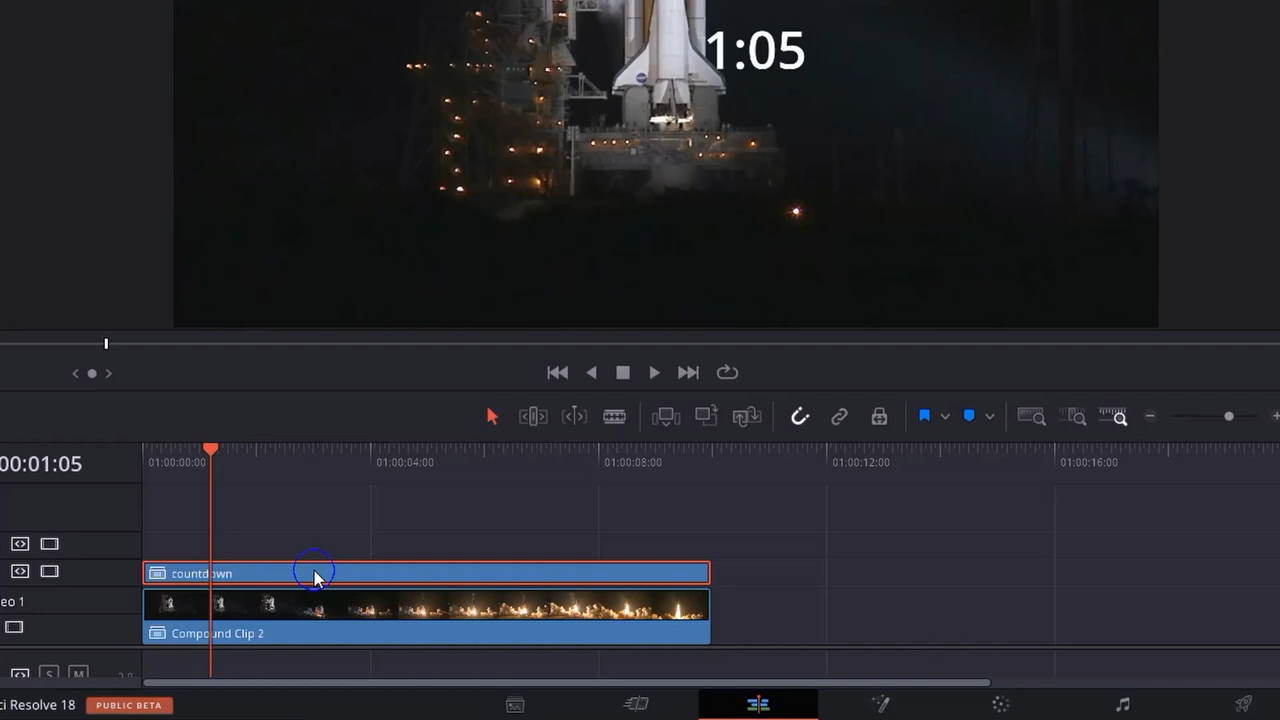 1:05
00:01:05
01:00:00:00
01:00:04:00
01:00:08:00
01:00:12:00
01:00:16:00
countdown
eo 1
Compound Clip 2
S M
ci Resolve 18 PUBLIC BETA